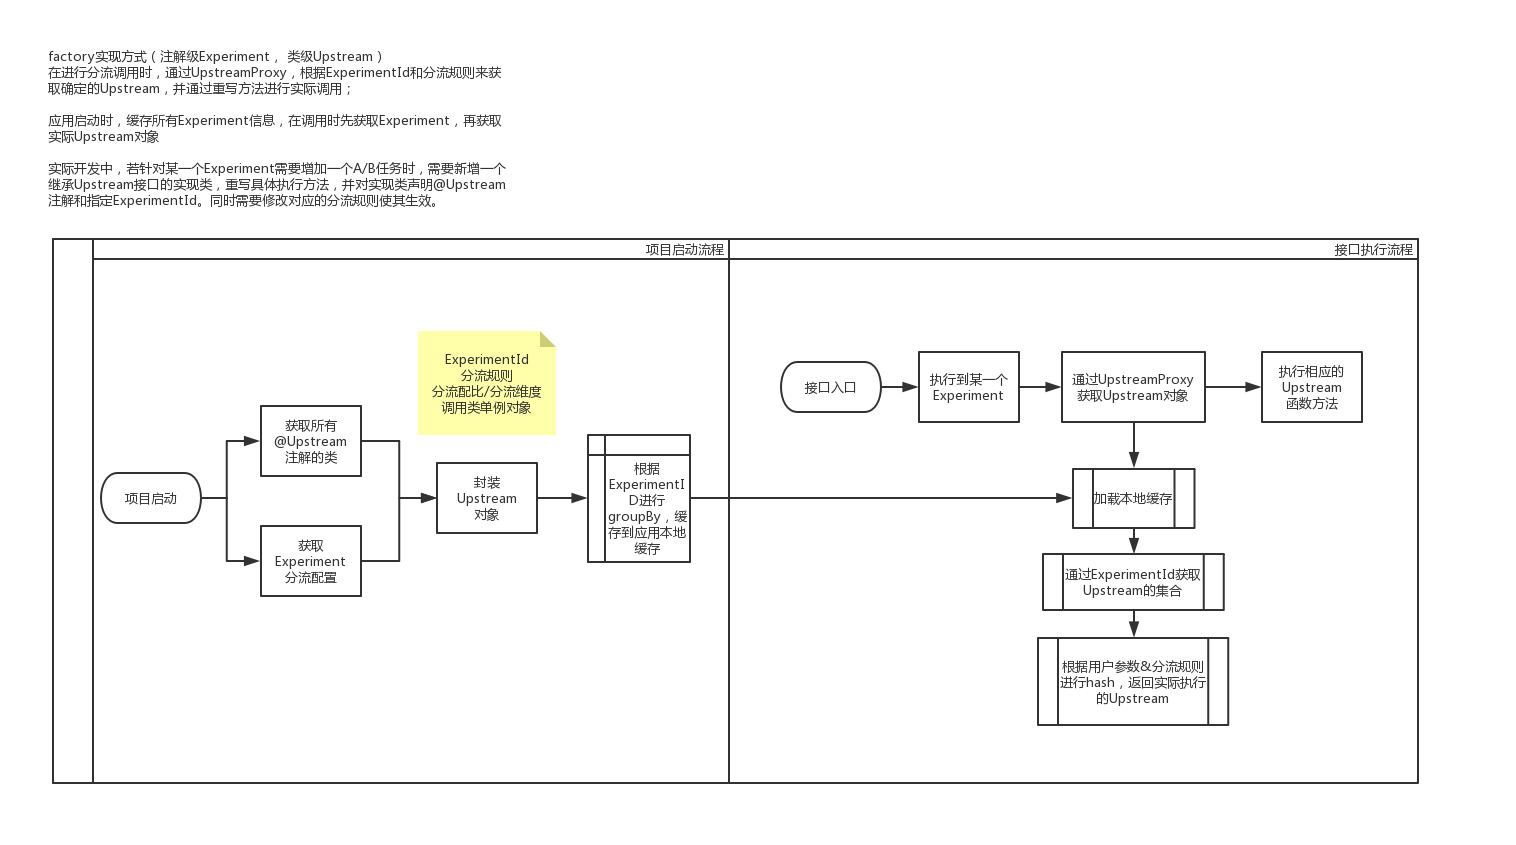 factory实现方式（注解级Experiment， 类级Upstream）
在进行分流调用时，通过UpstreamProxy，根据ExperimentId和分流规则来获
取确定的Upstream，并通过重写方法进行实际调用；
应用启动时，缓存所有Experiment信息，在调用时先获取Experiment，再获取
实际Upstream对象
实际开发中，若针对某一个Experiment需要增加一个A/B任务时，需要新增一个
继承Upstream接口的实现类，重写具体执行方法，并对实现类声明@Upstream
注解和指定ExperimentId。同时需要修改对应的分流规则使其生效。
项目启动流程
项目启动
获取所有
@Upstream
注解的类
获取
Experiment
分流配置
ExperimentId
分流规则
分流配比/分流维度
调用类单例对象
封装
Upstream
对象
根据
ExperimentI
D进行
groupBy，缓
存到应用本地
缓存
接口执行流程
接口入口
执行到某一个
Experiment
通过UpstreamProxy
获取Upstream对象
执行相应的
Upstream
函数方法
加载本地缓存
通过ExperimentId获取
Upstream的集合
根据用户参数&分流规则
进行hash，返回实际执行
的Upstream